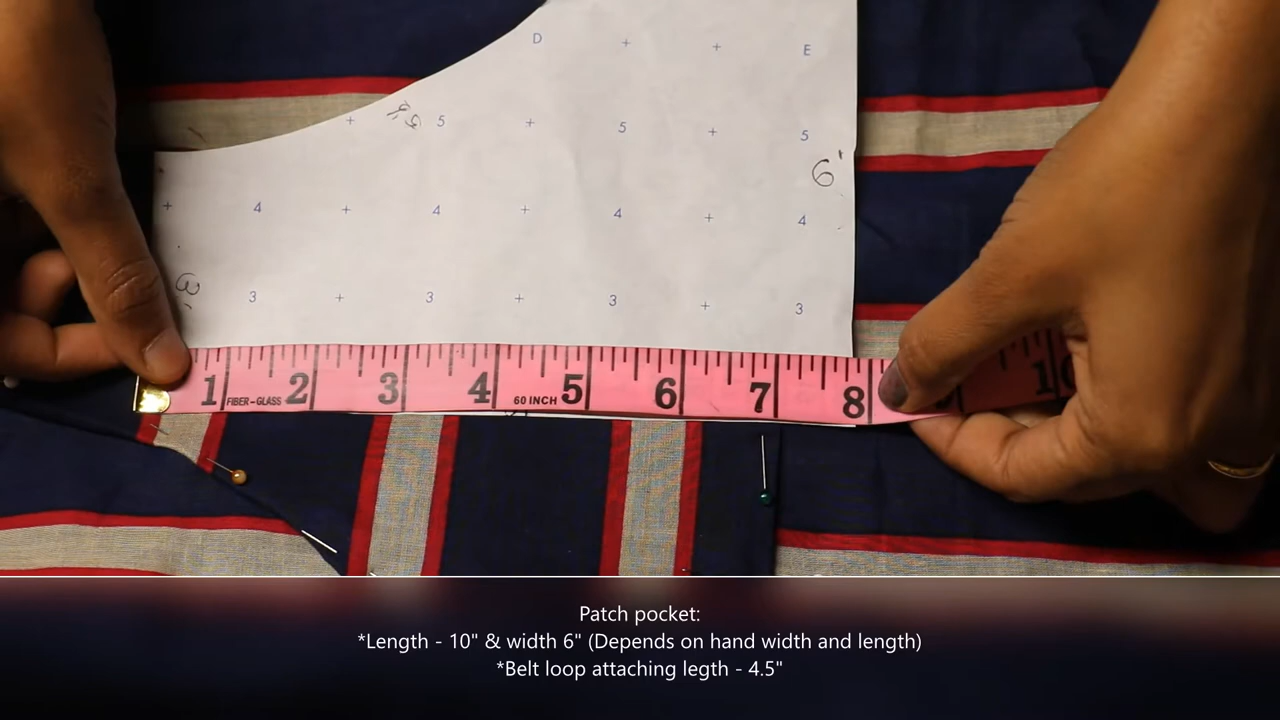 D + + E
+ 5 + 5 + 5
6'
+ 4 + 4 + 4 + 4
3
3 + 3 + 3 + 3
1 2 3 4 5 6 7 8
FIBER-GLASS 60 INCH
Patch pocket:
*Length - 10" & width 6" (Depends on hand width and length)
*Belt loop attaching legth - 4.5"